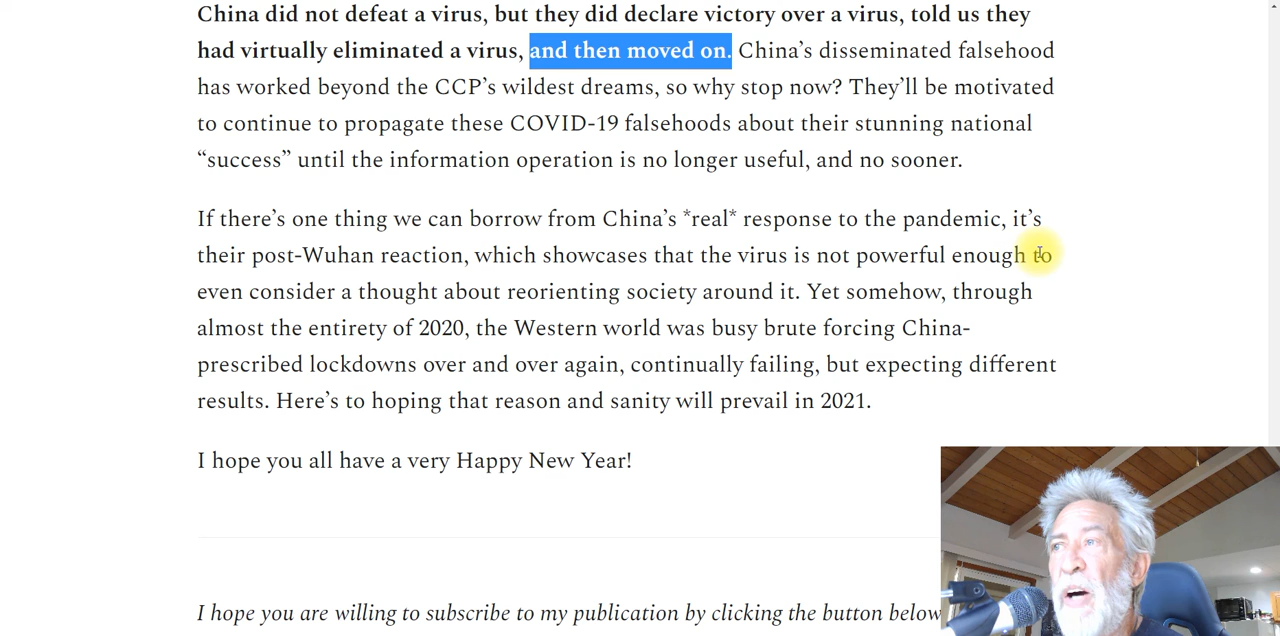 China did not defeat a virus, but they did declare victory over a virus, told us they
had virtually eliminated a virus, and then moved on. China’s disseminated falsehood
has worked beyond the CCP’s wildest dreams, so why stop now? They’ll be motivated
to continue to propagate these COVID-19 falsehoods about their stunning national
“success” until the information operation is no longer useful, and no sooner.
If there’s one thing we can borrow from China’s *real* response to the pandemic, it’s
their post-Wuhan reaction, which showcases that the virus is not powerful enough to
even consider a thought about reorienting society around it. Yet somehow, through
almost the entirety of 2020, the Western world was busy brute forcing China-
prescribed lockdowns over and over again, continually failing, but expecting different
results. Here’s to hoping that reason and sanity will prevail in 2021.
I hope you all have a very Happy New Year!
I hope you are willing to subscribe to my publication by clicking the button below